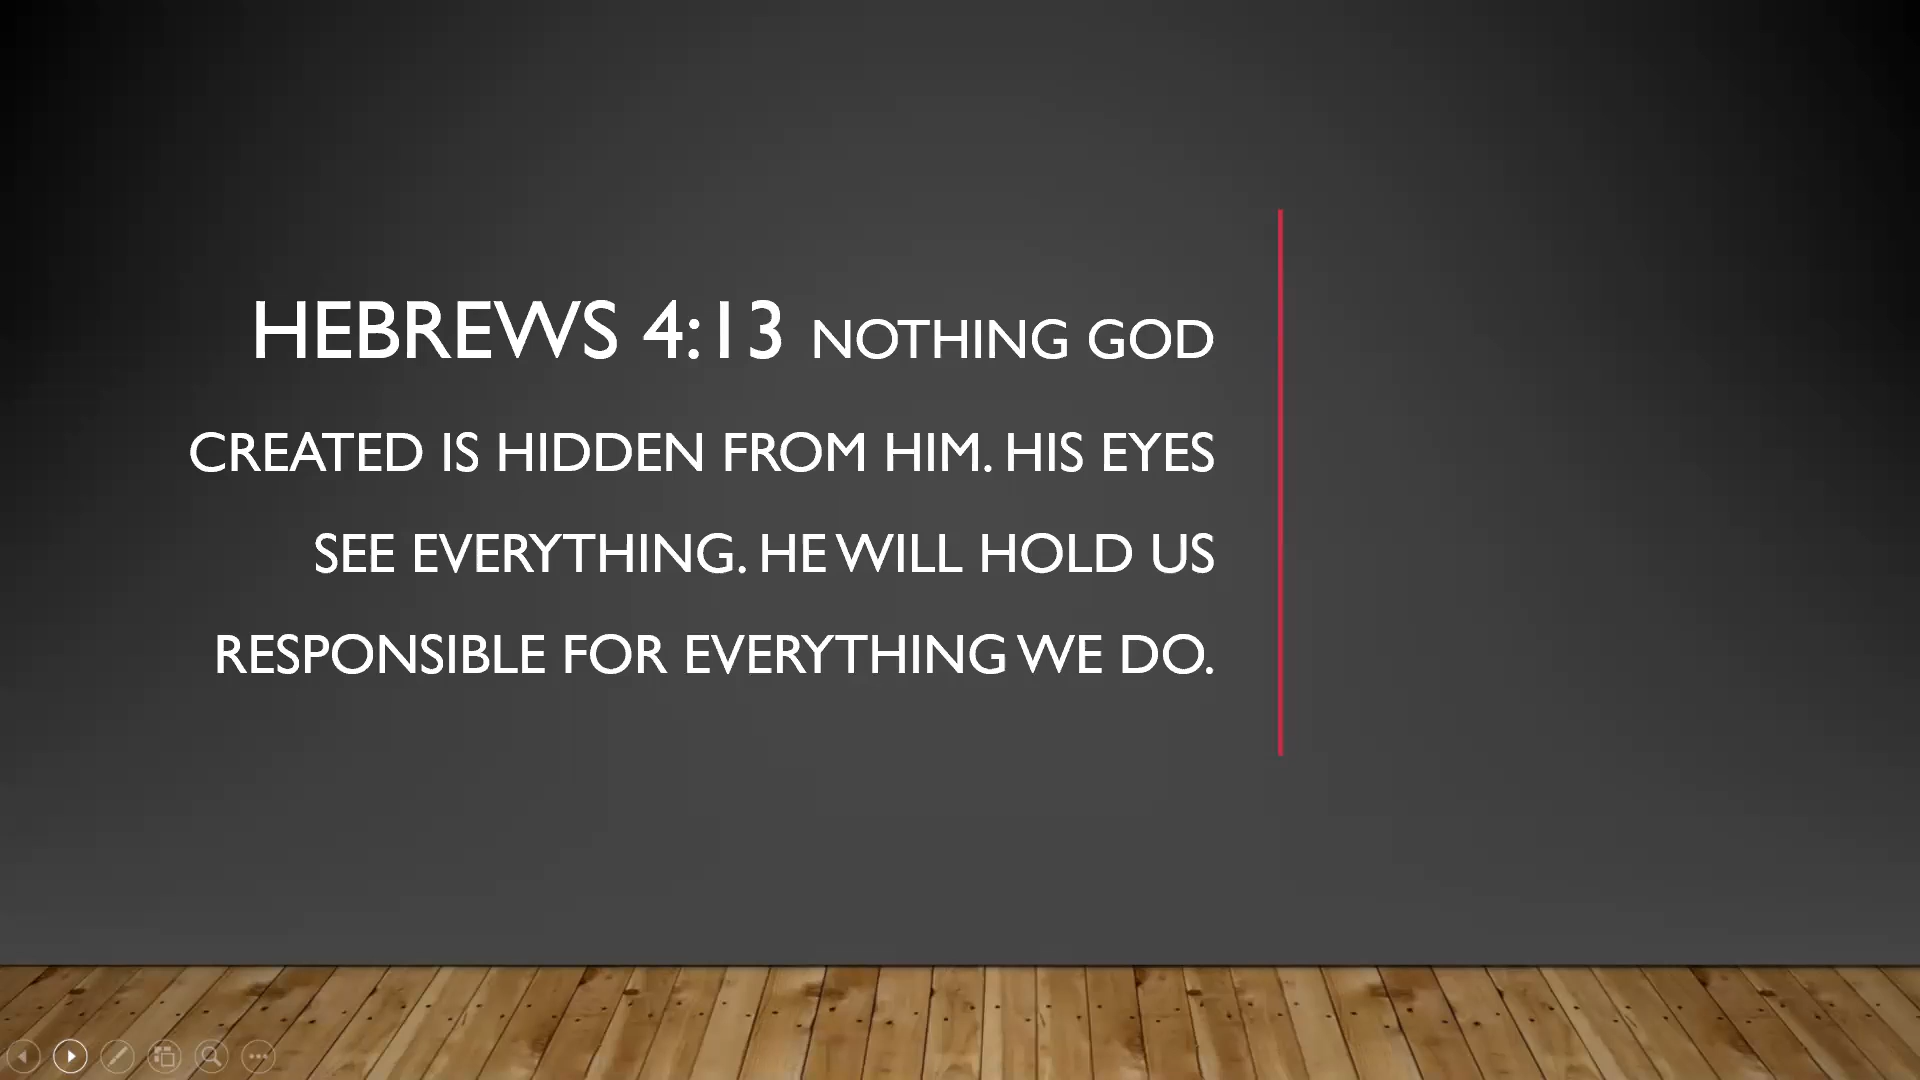 HEBREWS 4:13 NOTHING GOD
CREATED IS HIDDEN FROM HIM. HIS EYES
SEE EVERYTHING. HE WILL HOLD US
RESPONSIBLE FOR EVERYTHING WE DO.